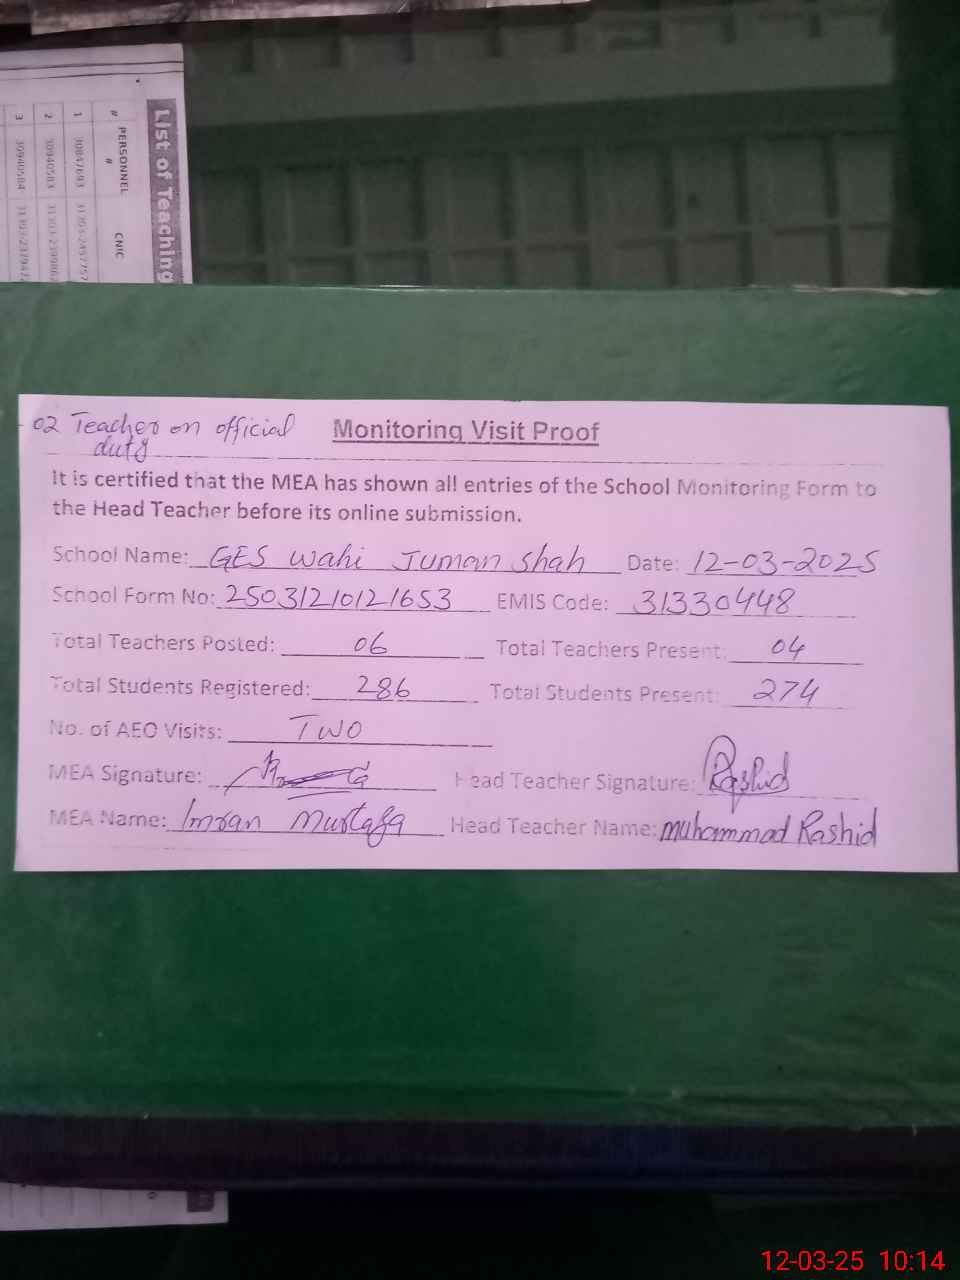 List of Teaching
# PERSONNEL # CNIC
1 30847693
2 30940583
3 30940584
02 Teacher on official duty
Monitoring Visit Proof
It is certified that the MEA has shown all entries of the School Monitoring Form to
the Head Teacher before its online submission.
School Name: GES Wahi Juman Shah Date: 12-03-2025
School Form No: 25031210121653 EMIS Code: 31330448
Total Teachers Posted: 06 Total Teachers Present: 04
Total Students Registered: 286 Total Students Present: 274
No. of AEO Visits: Two
MEA Signature: Head Teacher Signature: Rashid
MEA Name: Imran Mustafa Head Teacher Name: muhammad Rashid
12-03-25 10:14